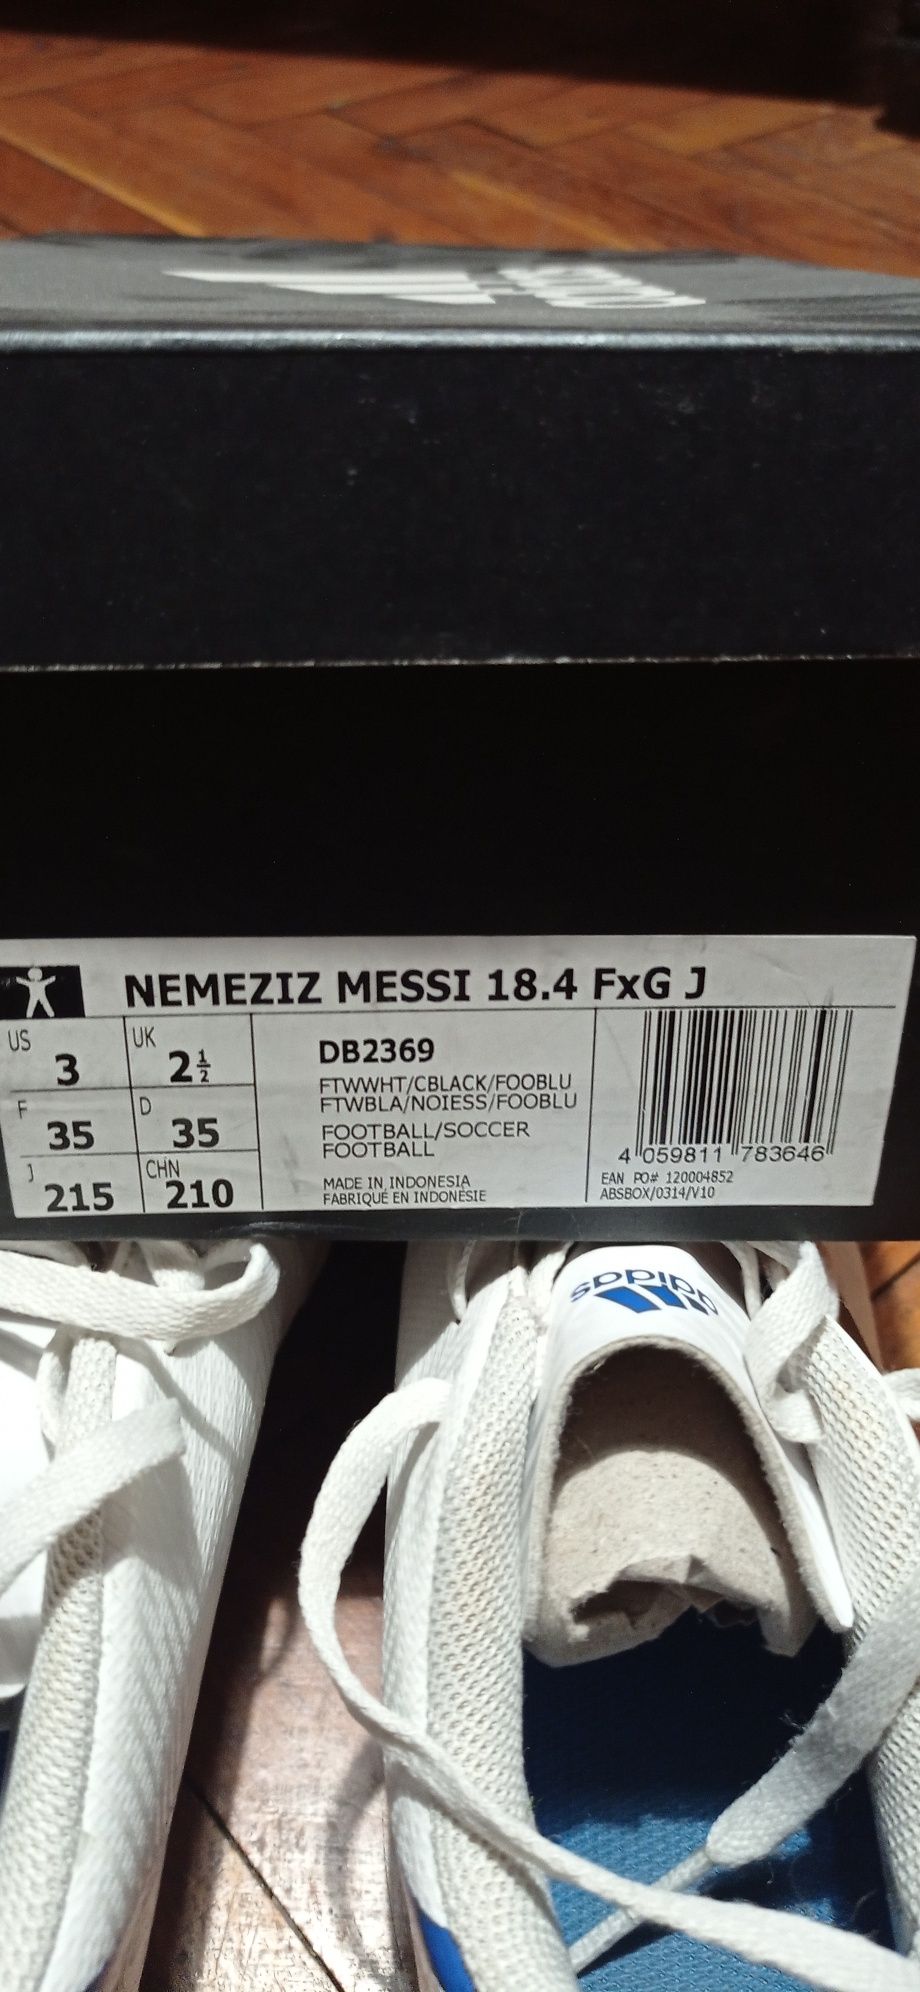 adidas
NEMEZIZ MESSI 18.4 FxG J
US 3 UK 2½
F 35 D 35
J 215 CHN 210
DB2369
FTWWHT/CBLACK/FOOBLU
FTWBLA/NOIESS/FOOBLU
FOOTBALL/SOCCER
FOOTBALL
MADE IN INDONESIA
FABRIQUÉ EN INDONÉSIE
4 059811 783646
EAN PO# 120004852
ABSBOX/0314/V10
adidas